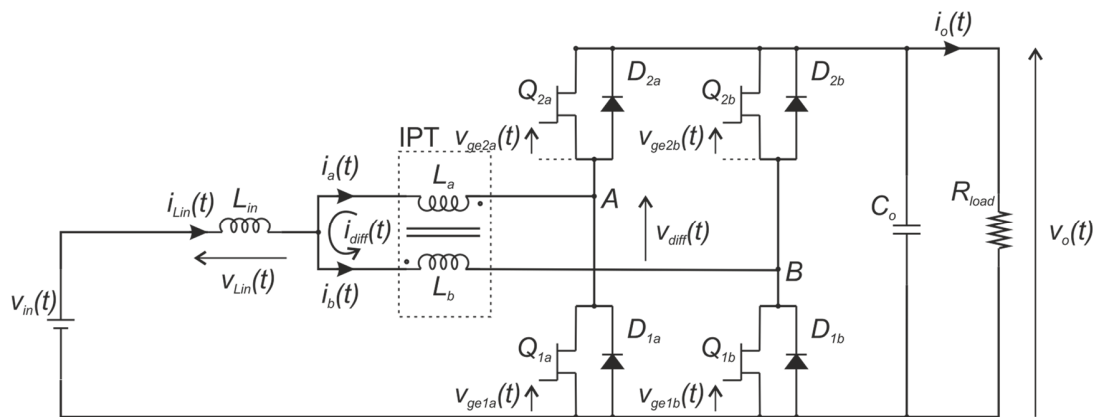 i_o(t)
D_2a
D_2b
Q_2a
Q_2b
IPT
v_ge2a(t)
v_ge2b(t)
i_a(t)
L_a
i_Lin(t)
L_in
A
i_diff(t)
v_diff(t)
C_o
R_load
v_o(t)
v_Lin(t)
B
i_b(t)
L_b
v_in(t)
D_1a
D_1b
Q_1a
Q_1b
v_ge1a(t)
v_ge1b(t)